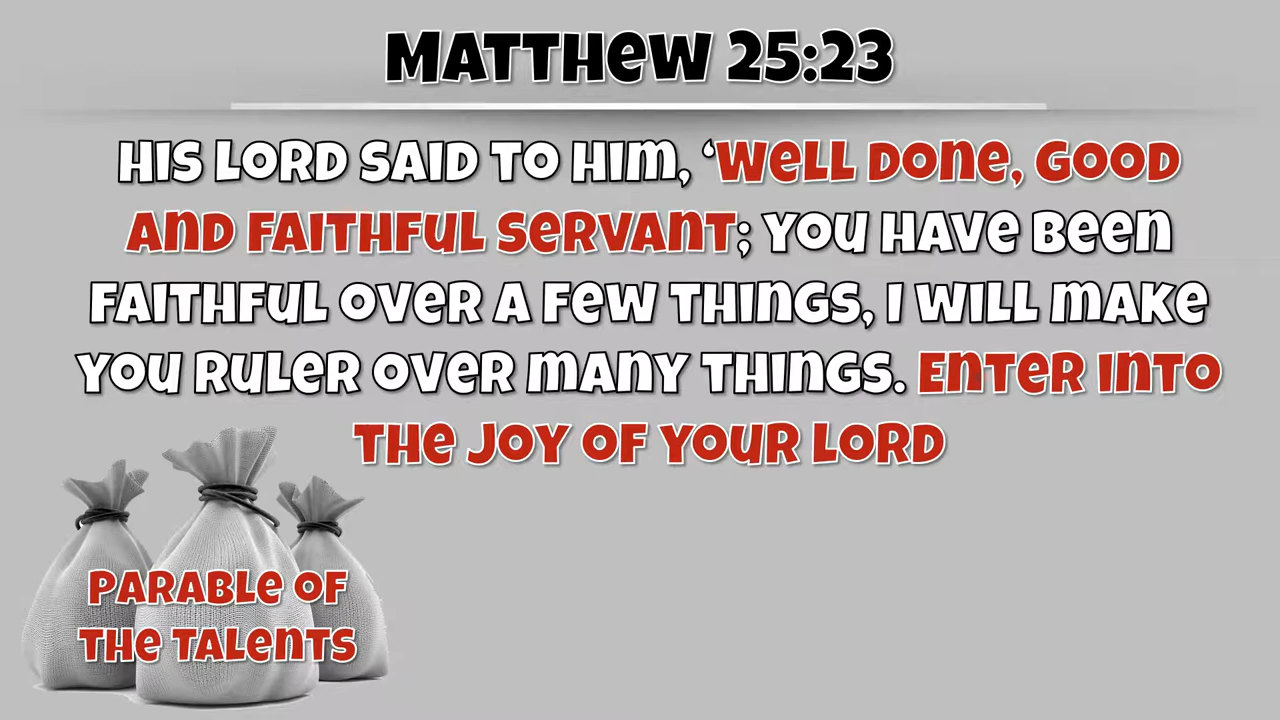 Matthew 25:23
His Lord said to him, ‘Well done, good
and faithful servant; you have been
faithful over a few things, I will make
you ruler over many things. Enter into
the joy of your Lord
Parable of
the Talents